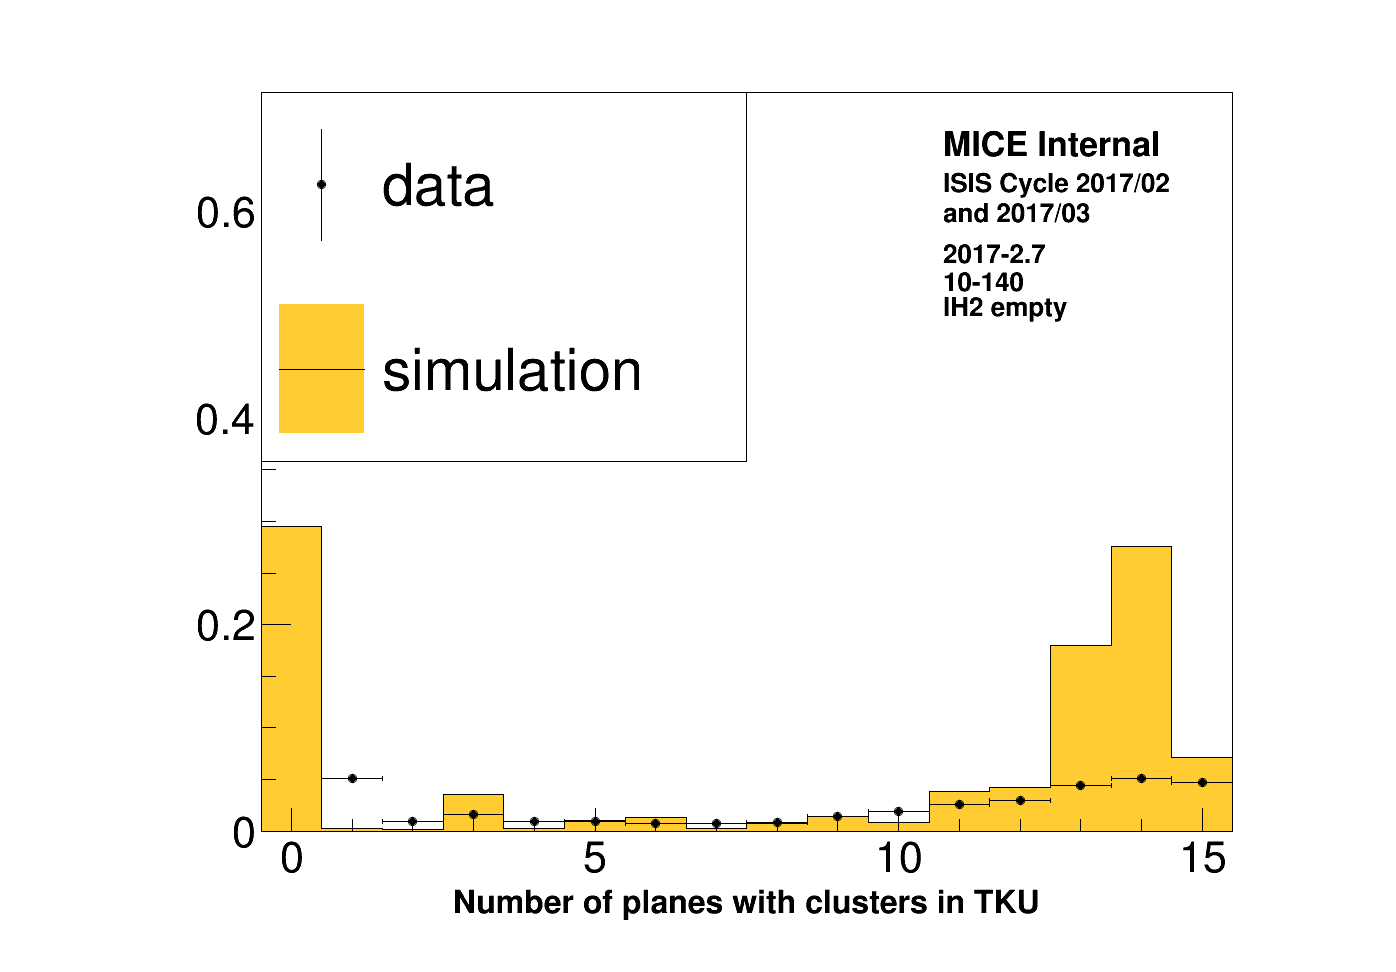 MICE Internal
data
ISIS Cycle 2017/02
and 2017/03
0.6
2017-2.7
10-140
lH2 empty
simulation
0.4
0.2
0
0 5 10 15
Number of planes with clusters in TKU